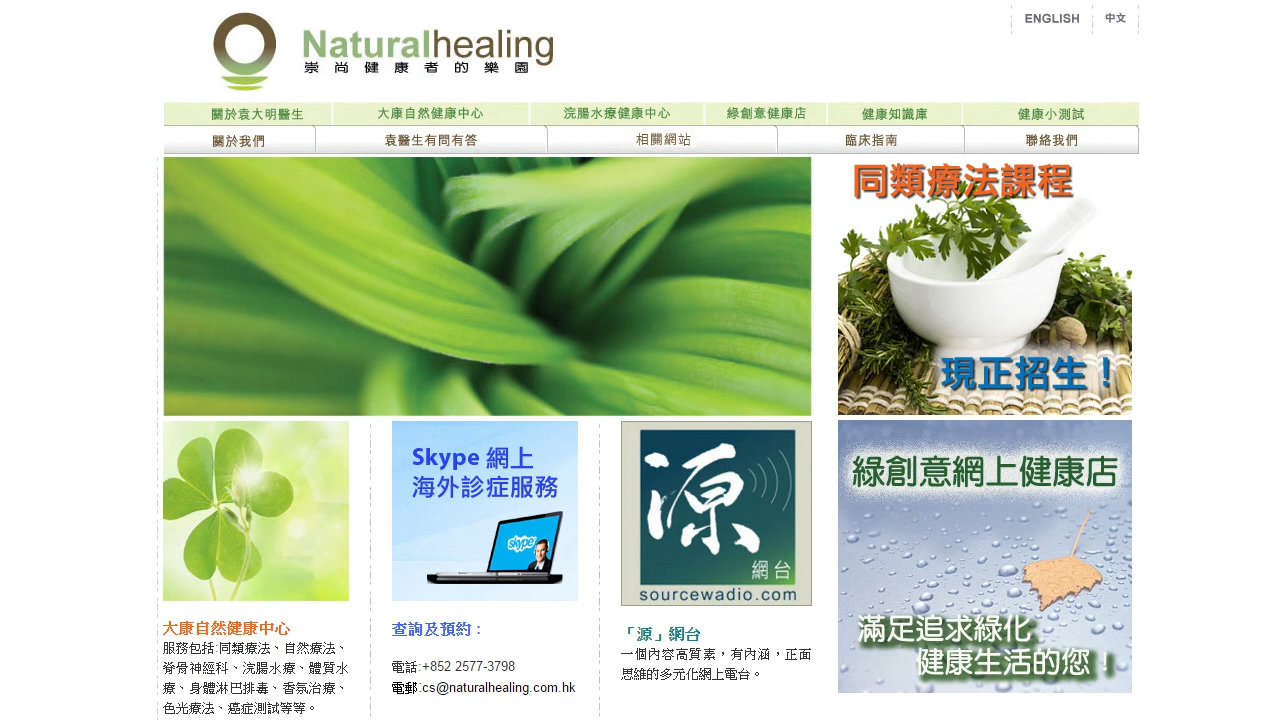 ENGLISH 中文
Naturalhealing
崇尚健康者的樂園
關於袁大明醫生 大康自然健康中心 浣腸水療健康中心 綠創意健康店 健康知識庫 健康小測試
關於我們 袁醫生有問有答 相關網站 臨床指南 聯絡我們
同類療法課程
現正招生！
Skype 網上
海外診症服務
skype
源
網台
sourcewadio.com
綠創意網上健康店
滿足追求綠化
健康生活的您！
大康自然健康中心
服務包括:同類療法、自然療法、
脊骨神經科、浣腸水療、體質水
療、身體淋巴排毒、香氛治療、
色光療法、癌症測試等等。
查詢及預約：
電話:+852 2577-3798
電郵:cs@naturalhealing.com.hk
「源」網台
一個內容高質素，有內涵，正面
思維的多元化網上電台。